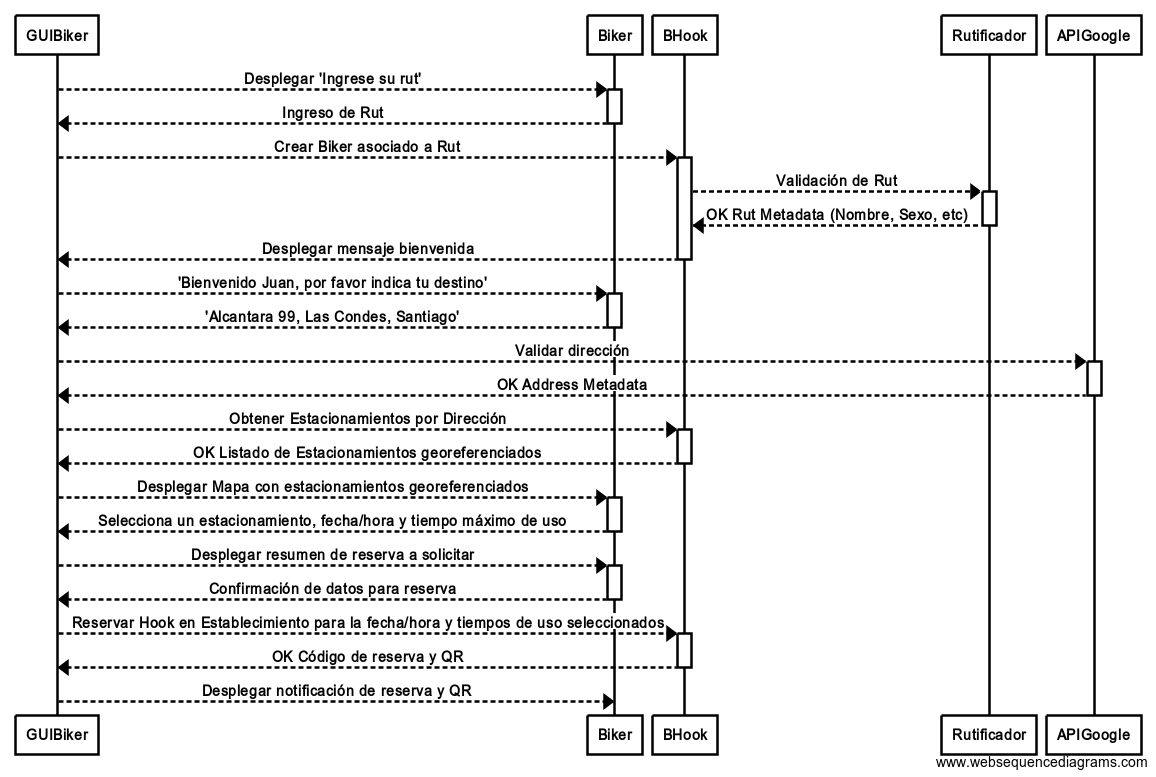 GUIBiker
Biker
BHook
Rutificador
APIGoogle
Desplegar 'Ingrese su rut'
Ingreso de Rut
Crear Biker asociado a Rut
Validación de Rut
OK Rut Metadata (Nombre, Sexo, etc)
Desplegar mensaje bienvenida
'Bienvenido Juan, por favor indica tu destino'
'Alcantara 99, Las Condes, Santiago'
Validar dirección
OK Address Metadata
Obtener Estacionamientos por Dirección
OK Listado de Estacionamientos georeferenciados
Desplegar Mapa con estacionamientos georeferenciados
Selecciona un estacionamiento, fecha/hora y tiempo máximo de uso
Desplegar resumen de reserva a solicitar
Confirmación de datos para reserva
Reservar Hook en Establecimiento para la fecha/hora y tiempos de uso seleccionados
OK Código de reserva y QR
Desplegar notificación de reserva y QR
GUIBiker
Biker
BHook
Rutificador
APIGoogle
www.websequencediagrams.com